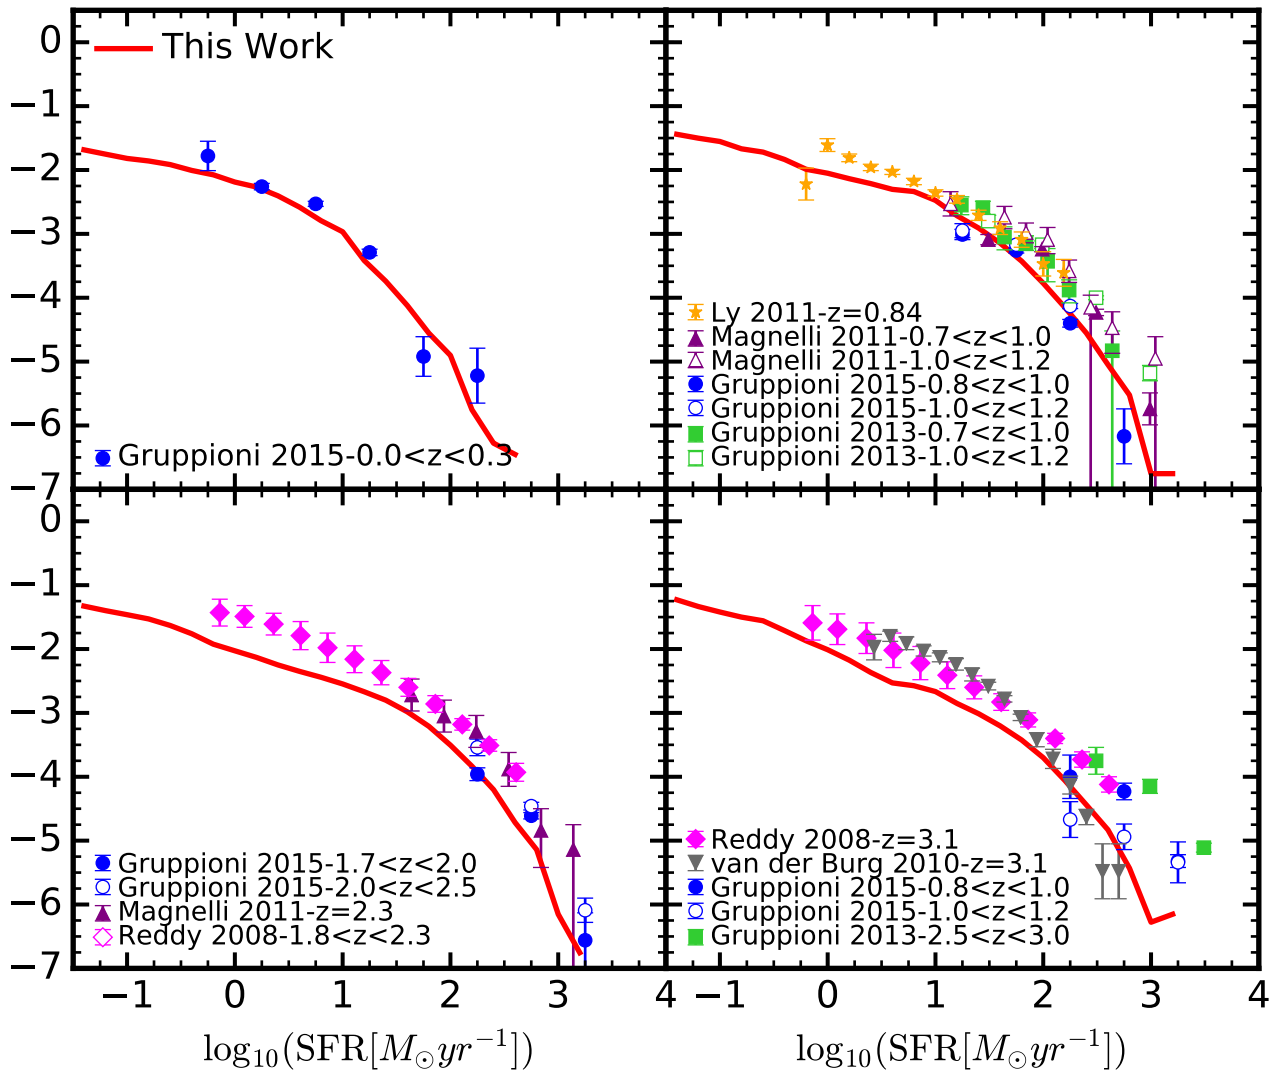 0
−1
−2
−3
−4
−5
−6
−7
This Work
Gruppioni 2015-0.0<z<0.3
Ly 2011-z=0.84
Magnelli 2011-0.7<z<1.0
Magnelli 2011-1.0<z<1.2
Gruppioni 2015-0.8<z<1.0
Gruppioni 2015-1.0<z<1.2
Gruppioni 2013-0.7<z<1.0
Gruppioni 2013-1.0<z<1.2
0
−1
−2
−3
−4
−5
−6
−7
Gruppioni 2015-1.7<z<2.0
Gruppioni 2015-2.0<z<2.5
Magnelli 2011-z=2.3
Reddy 2008-1.8<z<2.3
Reddy 2008-z=3.1
van der Burg 2010-z=3.1
Gruppioni 2015-0.8<z<1.0
Gruppioni 2015-1.0<z<1.2
Gruppioni 2013-2.5<z<3.0
−1 0 1 2 3 4
−1 0 1 2 3 4
log₁₀(SFR[M⊙yr⁻¹])
log₁₀(SFR[M⊙yr⁻¹])